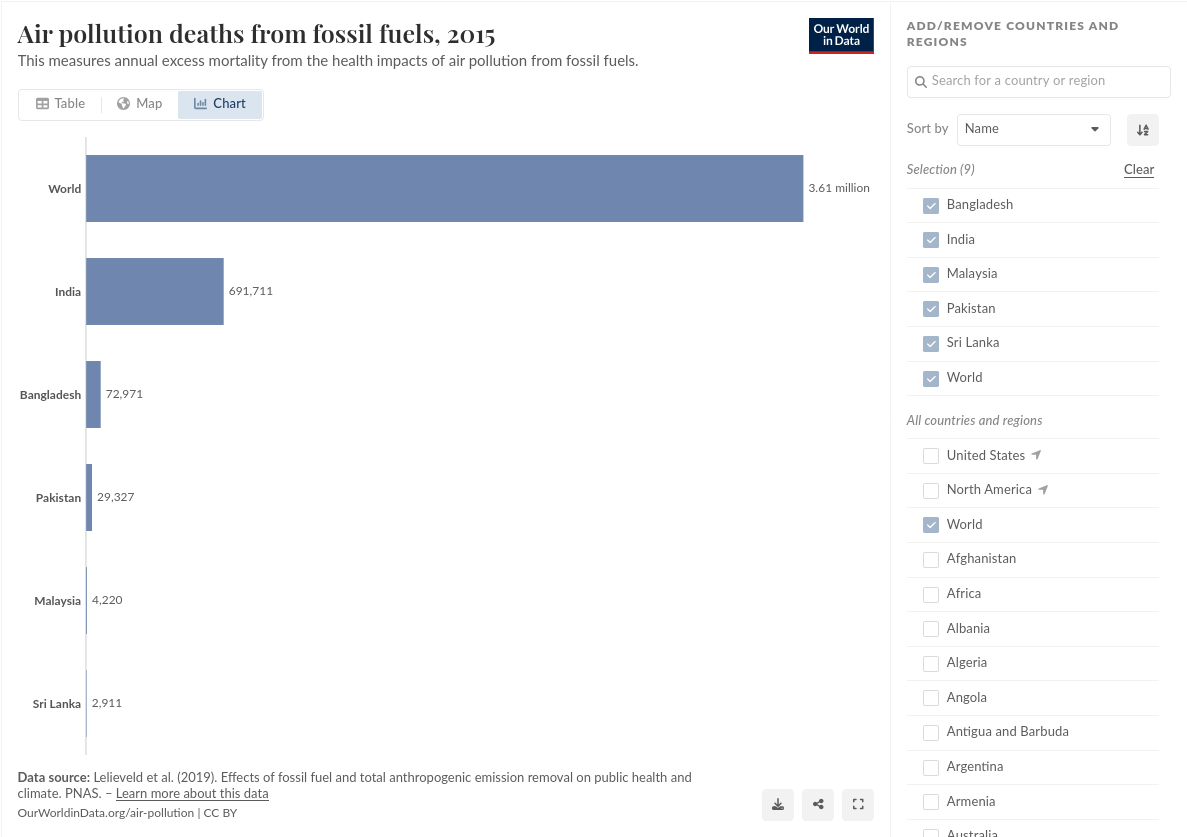 Air pollution deaths from fossil fuels, 2015
This measures annual excess mortality from the health impacts of air pollution from fossil fuels.
Our World
in Data
Table
Map
Chart
World
3.61 million
India
691,711
Bangladesh
72,971
Pakistan
29,327
Malaysia
4,220
Sri Lanka
2,911
Data source: Lelieveld et al. (2019). Effects of fossil fuel and total anthropogenic emission removal on public health and
climate. PNAS. – Learn more about this data
OurWorldinData.org/air-pollution | CC BY
ADD/REMOVE COUNTRIES AND
REGIONS
Search for a country or region
Sort by
Name
Selection (9)
Clear
Bangladesh
India
Malaysia
Pakistan
Sri Lanka
World
All countries and regions
United States
North America
World
Afghanistan
Africa
Albania
Algeria
Angola
Antigua and Barbuda
Argentina
Armenia
Australia